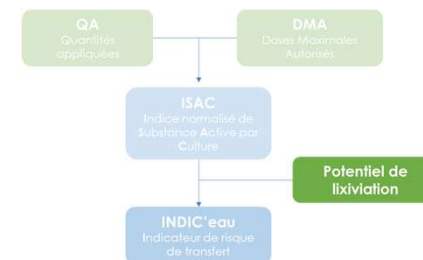 QA
Quantités
appliquées
DMA
Doses Maximales
Autorisés
ISAC
Indice normalisé de
Substance Active par
Culture
Potentiel de
lixiviation
INDIC'eau
Indicateur de risque
de transfert